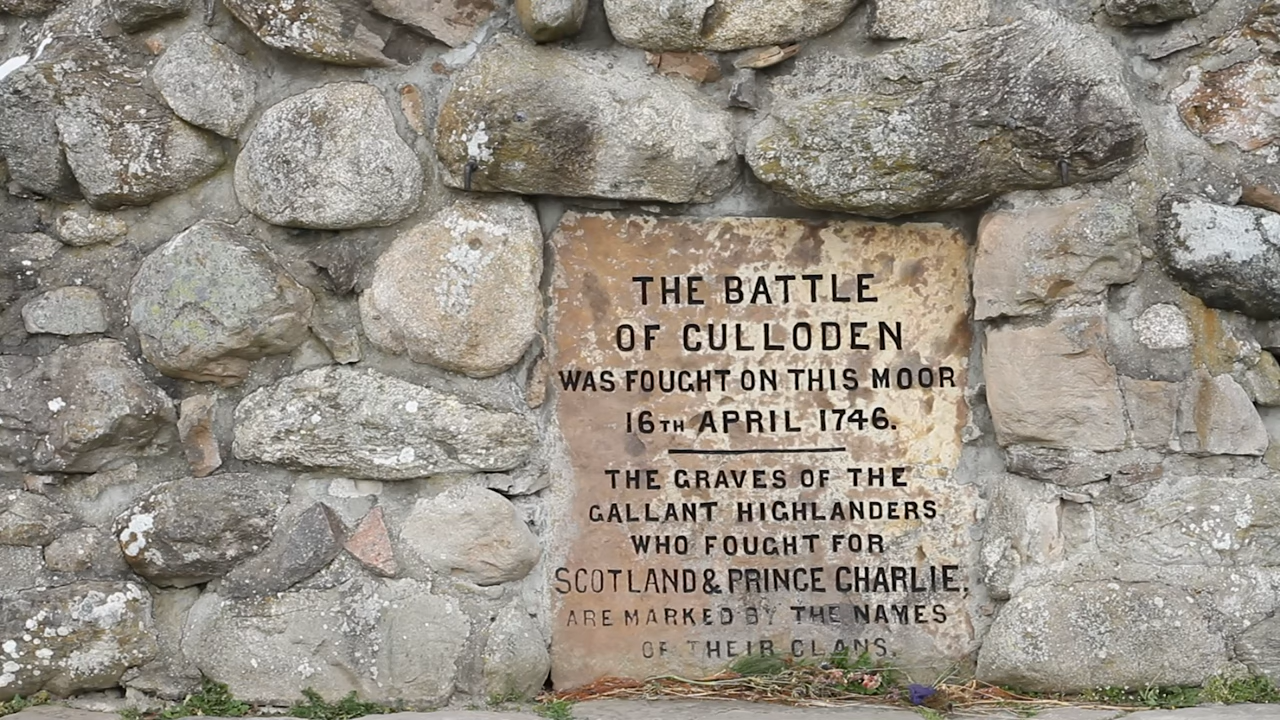 THE BATTLE
OF CULLODEN
WAS FOUGHT ON THIS MOOR
16TH APRIL 1746.
THE GRAVES OF THE
GALLANT HIGHLANDERS
WHO FOUGHT FOR
SCOTLAND & PRINCE CHARLIE,
ARE MARKED BY THE NAMES
OF THEIR CLANS.